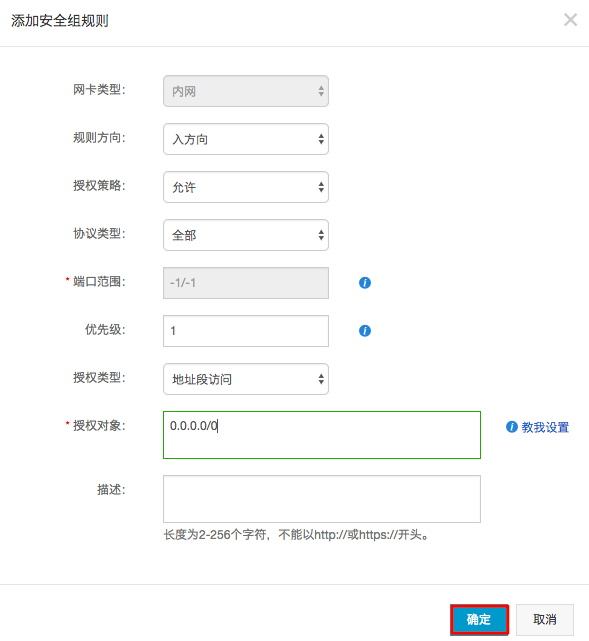 添加安全组规则
网卡类型： 内网
规则方向： 入方向
授权策略： 允许
协议类型： 全部
* 端口范围： -1/-1
优先级： 1
授权类型： 地址段访问
* 授权对象： 0.0.0.0/0 教我设置
描述：
长度为2-256个字符，不能以http://或https://开头。
确定 取消